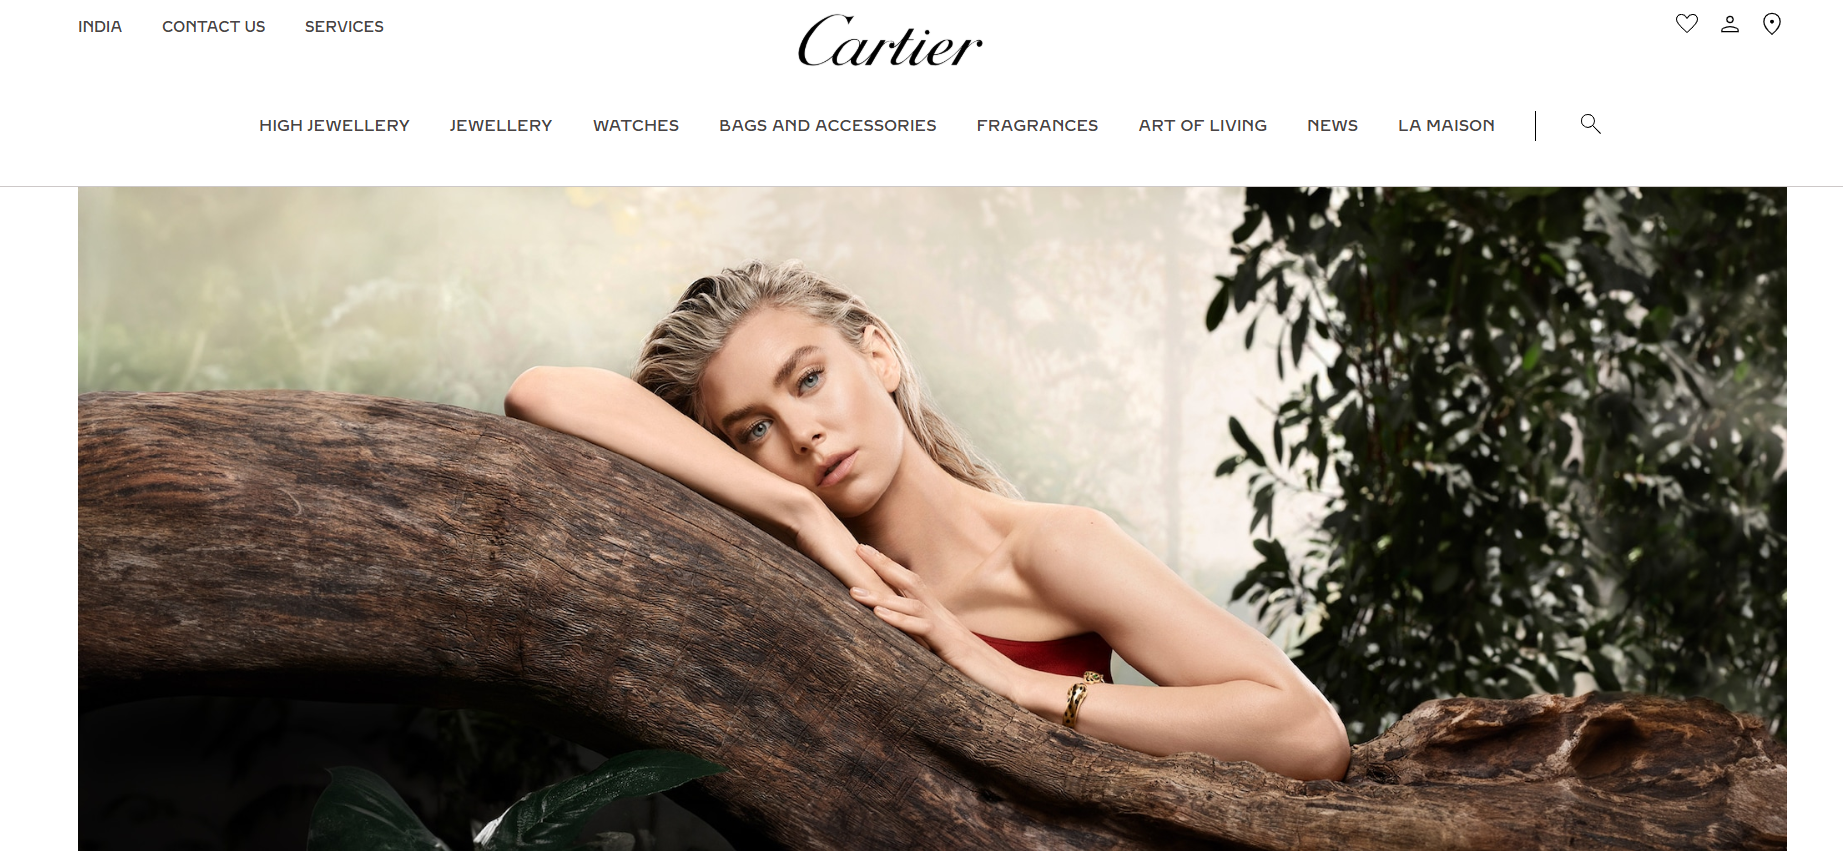 INDIA CONTACT US SERVICES
Cartier
HIGH JEWELLERY JEWELLERY WATCHES BAGS AND ACCESSORIES FRAGRANCES ART OF LIVING NEWS LA MAISON